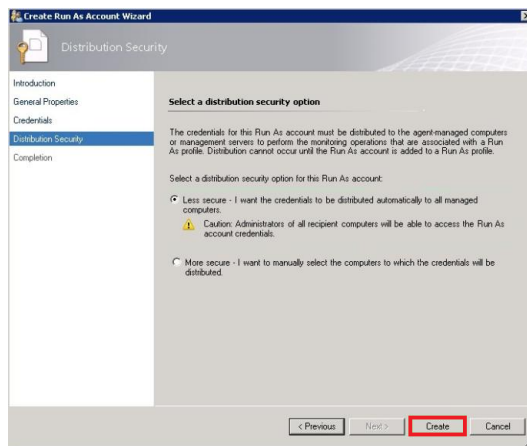 Create Run As Account Wizard
Distribution Security
Introduction
General Properties
Credentials
Distribution Security
Completion
Select a distribution security option
The credentials for this Run As account must be distributed to the agent-managed computers
or management servers to perform the monitoring operations that are associated with a Run
As profile. Distribution cannot occur until the Run As account is added to a Run As profile.
Select a distribution security option for this Run As account:
Less secure - I want the credentials to be distributed automatically to all managed
computers.
Caution: Administrators of all recipient computers will be able to access the Run As
account credentials.
More secure - I want to manually select the computers to which the credentials will be
distributed.
< Previous
Next >
Create
Cancel